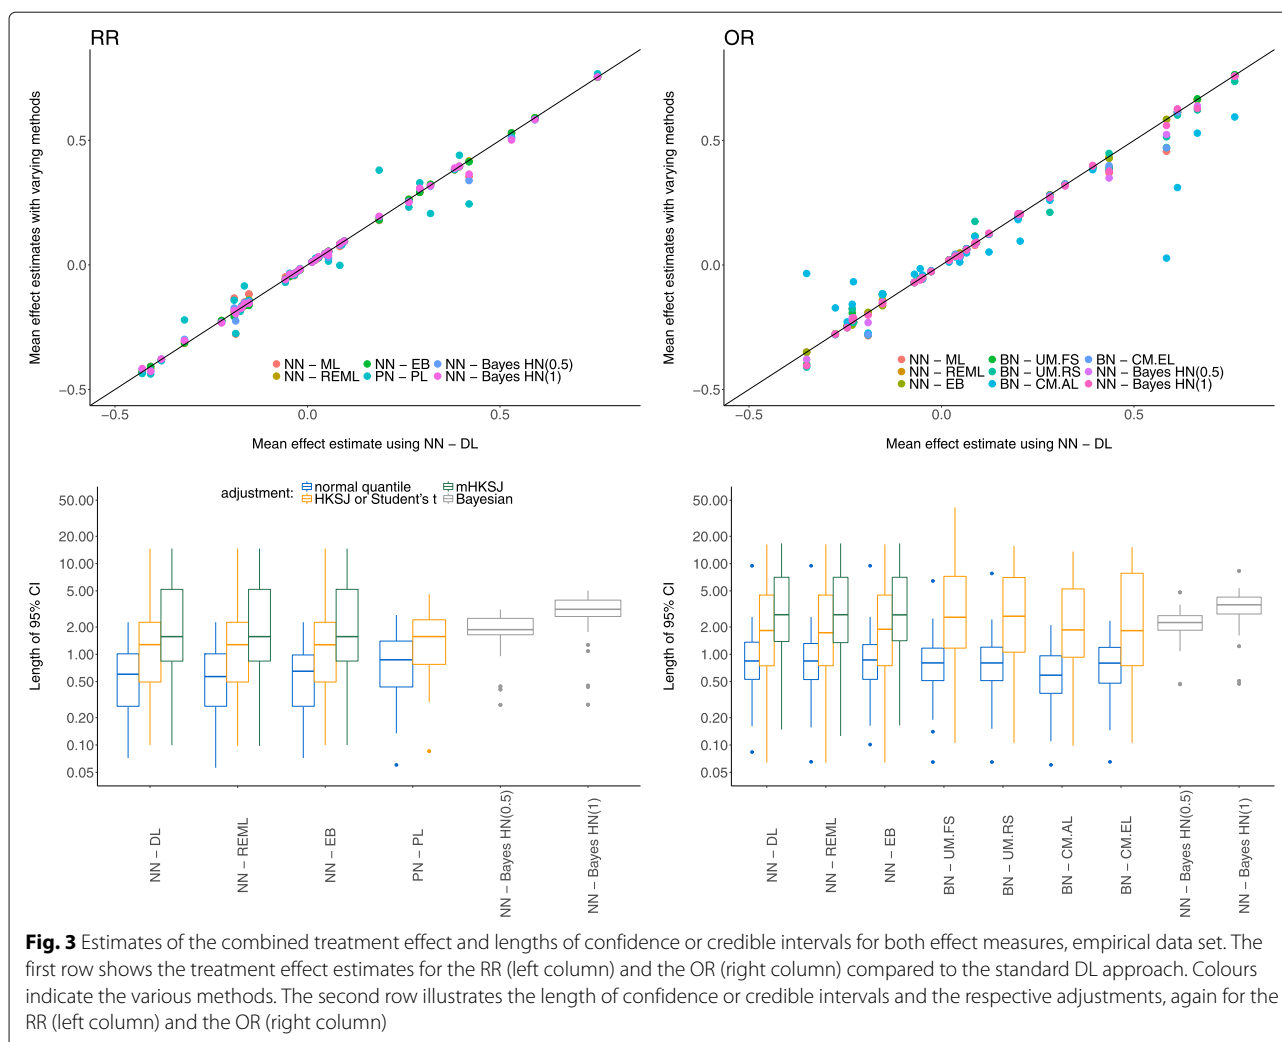 RR
Mean effect estimates with varying methods
0.5
0.0
−0.5
NN − ML
NN − EB
NN − Bayes HN(0.5)
NN − REML
PN − PL
NN − Bayes HN(1)
−0.5
0.0
0.5
Mean effect estimate using NN − DL
OR
Mean effect estimates with varying methods
0.5
0.0
−0.5
NN − ML
BN − UM.FS
BN − CM.EL
NN − REML
BN − UM.RS
NN − Bayes HN(0.5)
NN − EB
BN − CM.AL
NN − Bayes HN(1)
−0.5
0.0
0.5
Mean effect estimate using NN − DL
adjustment:
normal quantile
mHKSJ
HKSJ or Student's t
Bayesian
Length of 95% CI
50.00
20.00
10.00
5.00
2.00
1.00
0.50
0.20
0.10
0.05
NN − DL
NN − REML
NN − EB
PN − PL
NN − Bayes HN(0.5)
NN − Bayes HN(1)
Length of 95% CI
50.00
20.00
10.00
5.00
2.00
1.00
0.50
0.20
0.10
0.05
NN − DL
NN − REML
NN − EB
BN − UM.FS
BN − UM.RS
BN − CM.AL
BN − CM.EL
NN − Bayes HN(0.5)
NN − Bayes HN(1)
Fig. 3 Estimates of the combined treatment effect and lengths of confidence or credible intervals for both effect measures, empirical data set. The
first row shows the treatment effect estimates for the RR (left column) and the OR (right column) compared to the standard DL approach. Colours
indicate the various methods. The second row illustrates the length of confidence or credible intervals and the respective adjustments, again for the
RR (left column) and the OR (right column)